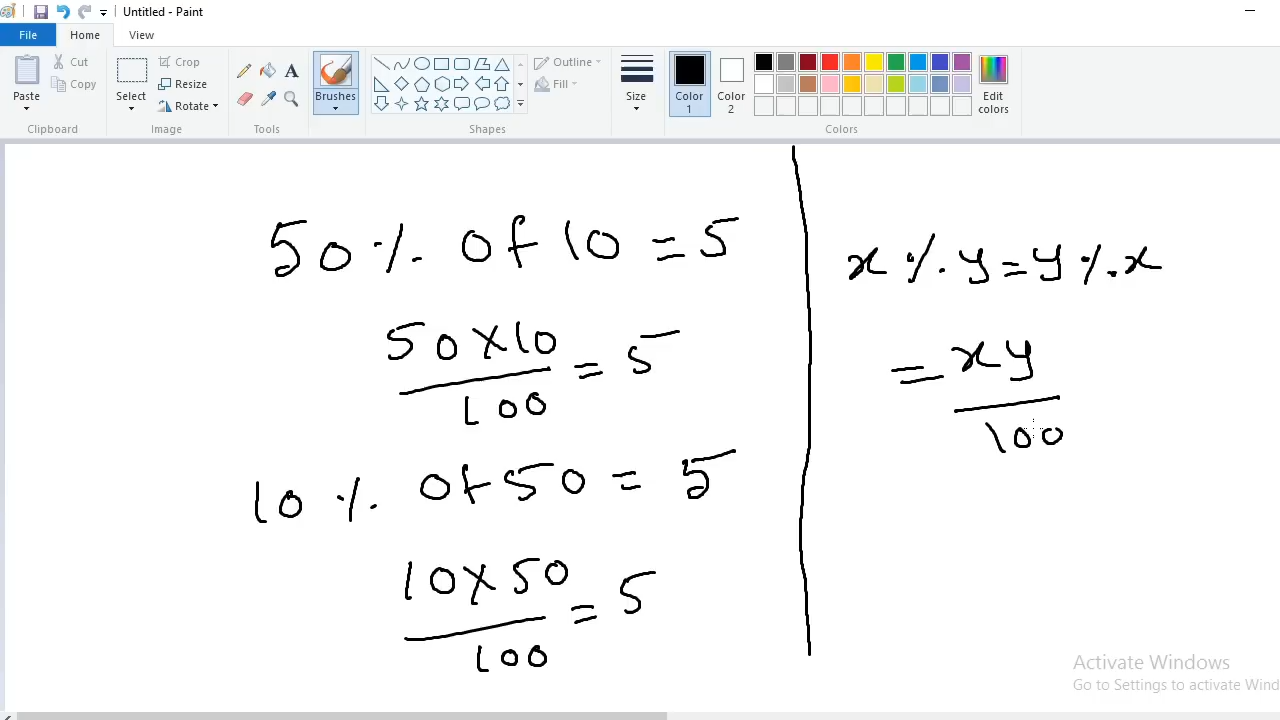 Untitled - Paint
File Home View
Paste Cut Copy Select Crop Resize Rotate Brushes Outline Fill Size Color 1 Color 2 Edit colors
Clipboard Image Tools Shapes Colors
50 % of 10 = 5
50 × 10 / 100 = 5
10 % of 50 = 5
10 × 50 / 100 = 5
x % y = y % x
= xy / 100
Activate Windows
Go to Settings to activate Wind